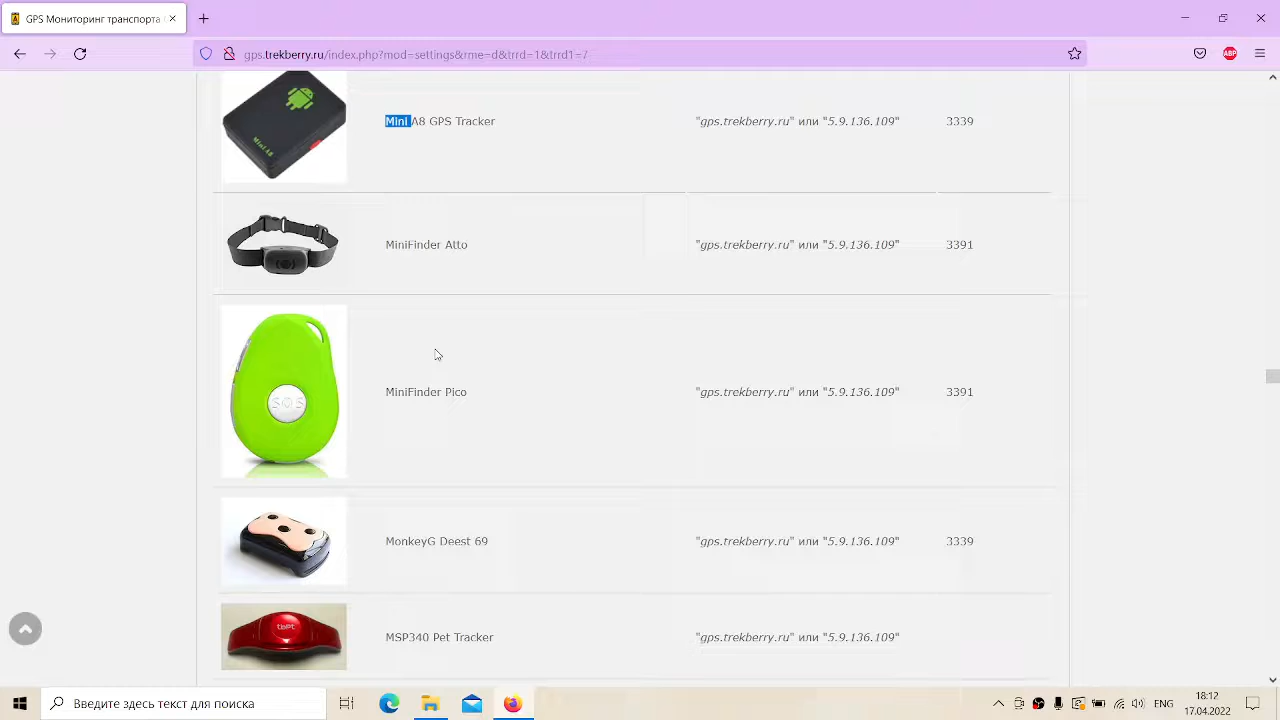 GPS Мониторинг транспорта
gps.trekberry.ru/index.php?mod=settings&rme=d&trrd=1&trrd1=7
ABP
Mini A8
Mini A8 GPS Tracker "gps.trekberry.ru" или "5.9.136.109" 3339
MiniFinder Atto "gps.trekberry.ru" или "5.9.136.109" 3391
SOS
MiniFinder Pico "gps.trekberry.ru" или "5.9.136.109" 3391
MonkeyG Deest 69 "gps.trekberry.ru" или "5.9.136.109" 3339
MSP340 Pet Tracker "gps.trekberry.ru" или "5.9.136.109"
Введите здесь текст для поиска
ENG
18:12
17.04.2022